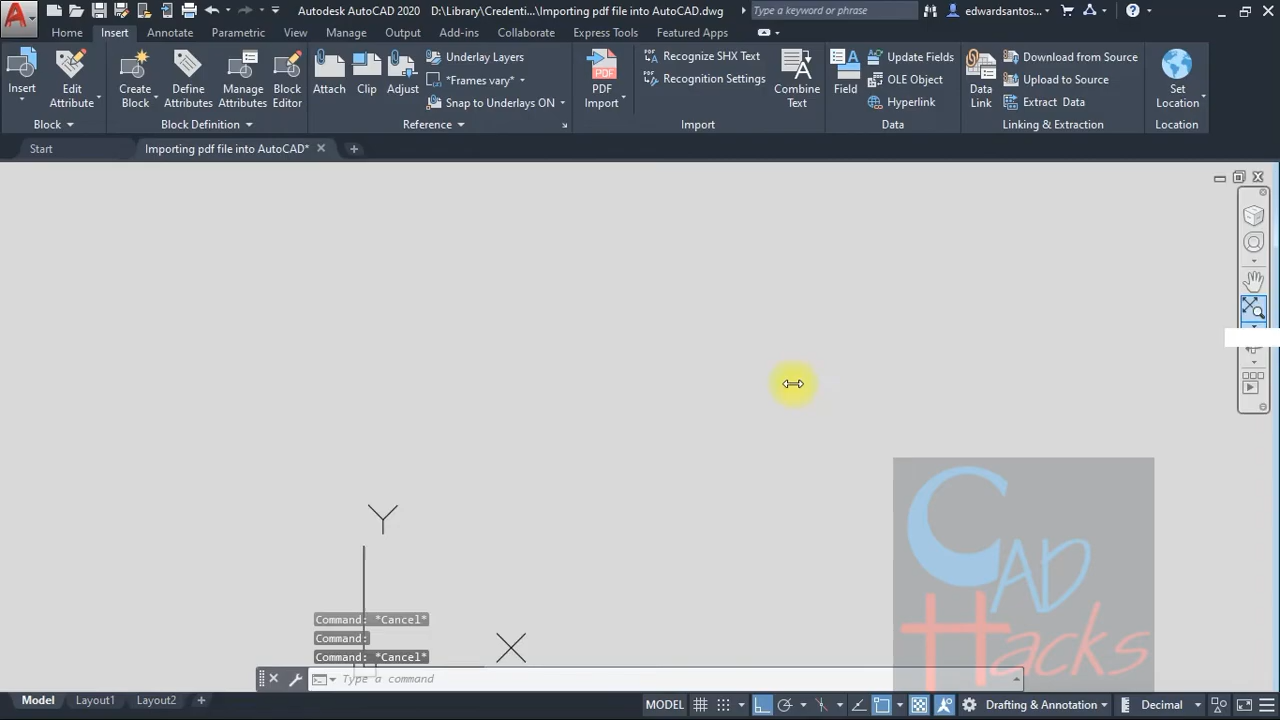 Autodesk AutoCAD 2020 D:\Library\Credenti...\Importing pdf file into AutoCAD.dwg
Type a keyword or phrase
edwardsantos...
Home Insert Annotate Parametric View Manage Output Add-ins Collaborate Express Tools Featured Apps
Insert
Edit
Attribute
Block
Create
Block
Define
Attributes
Manage
Attributes
Block
Editor
Block Definition
Attach
Clip
Adjust
Underlay Layers
*Frames vary*
Snap to Underlays ON
Reference
PDF
PDF
Import
Recognize SHX Text
Recognition Settings
Combine
Text
Import
Field
Update Fields
OLE Object
Hyperlink
Data
Data
Link
Download from Source
Upload to Source
Extract Data
Linking & Extraction
Set
Location
Location
Start
Importing pdf file into AutoCAD*
Y
X
Command: *Cancel*
Command:
Command: *Cancel*
Type a command
CAD
Hacks
Model Layout1 Layout2
MODEL
Drafting & Annotation
Decimal